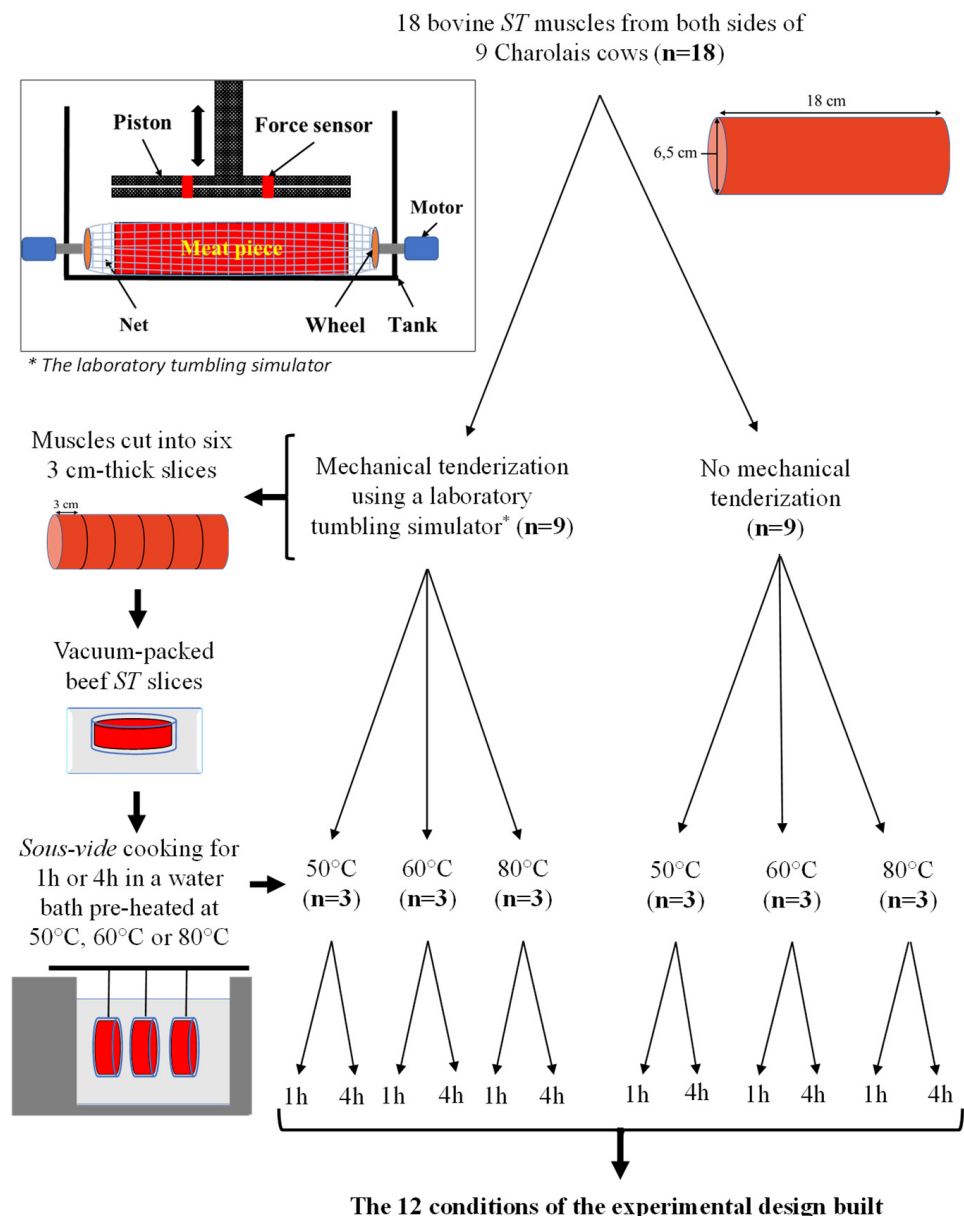 18 bovine ST muscles from both sides of
9 Charolais cows (n=18)
Piston
Force sensor
Motor
Meat piece
Net
Wheel
Tank
* The laboratory tumbling simulator
18 cm
6,5 cm
Muscles cut into six
3 cm-thick slices
3 cm
Mechanical tenderization
using a laboratory
tumbling simulator* (n=9)
No mechanical
tenderization
(n=9)
Vacuum-packed
beef ST slices
Sous-vide cooking for
1h or 4h in a water
bath pre-heated at
50°C, 60°C or 80°C
50°C 60°C 80°C 50°C 60°C 80°C
(n=3) (n=3) (n=3) (n=3) (n=3) (n=3)
1h 4h 1h 4h 1h 4h 1h 4h 1h 4h 1h 4h
The 12 conditions of the experimental design built